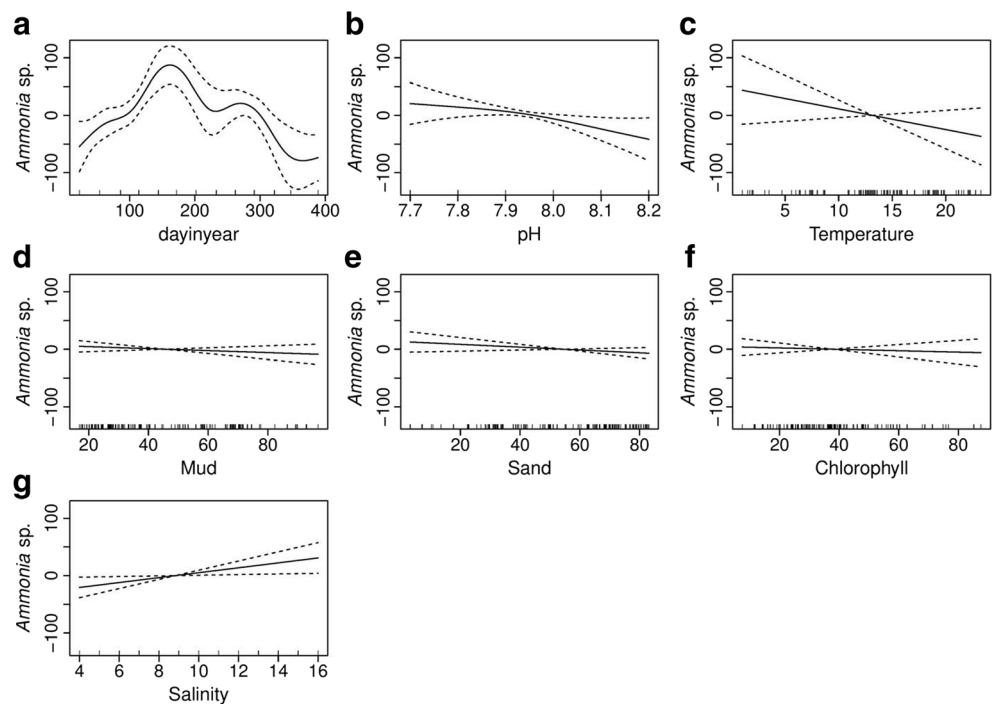 a b c
Ammonia sp. Ammonia sp. Ammonia sp.
100 0 −100 100 0 −100 100 0 −100
100 200 300 400 7.7 7.8 7.9 8.0 8.1 8.2 5 10 15 20
dayinyear pH Temperature
d e f
Ammonia sp. Ammonia sp. Ammonia sp.
100 0 −100 100 0 −100 100 0 −100
20 40 60 80 0 20 40 60 80 20 40 60 80
Mud Sand Chlorophyll
g
Ammonia sp.
100 0 −100
4 6 8 10 12 14 16
Salinity